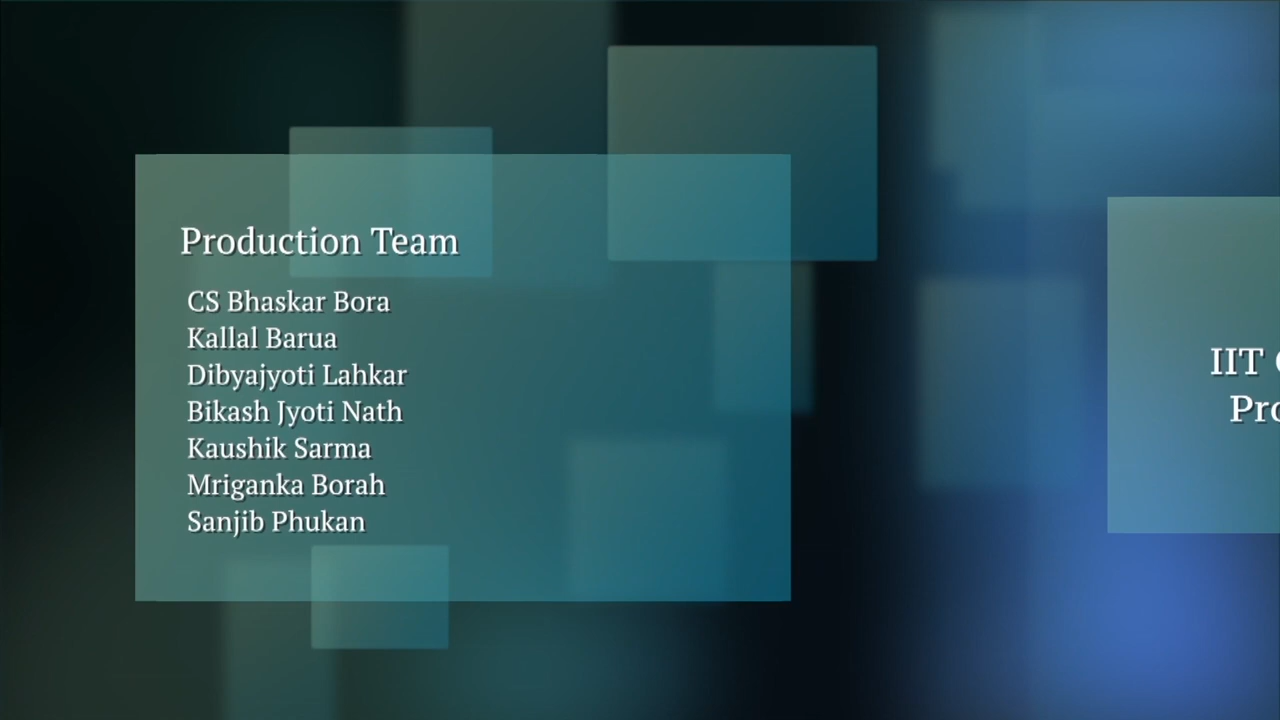 Production Team
CS Bhaskar Bora
Kallal Barua
Dibyajyoti Lahkar
Bikash Jyoti Nath
Kaushik Sarma
Mriganka Borah
Sanjib Phukan
IIT